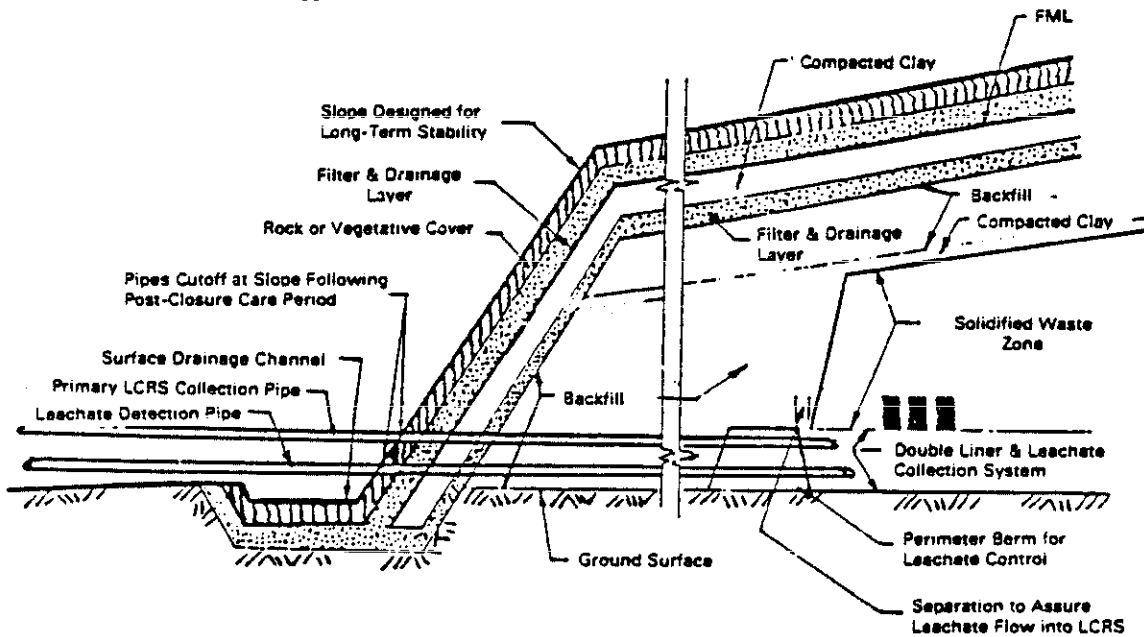 FML
Compacted Clay
Slope Designed for
Long-Term Stability
Filter & Drainage
Layer
Rock or Vegetative Cover
Backfill
Compacted Clay
Filter & Drainage
Layer
Pipes Cutoff at Slope Following
Post-Closure Care Period
Solidified Waste
Zone
Surface Drainage Channel
Primary LCRS Collection Pipe
Leachate Detection Pipe
Backfill
Double Liner & Leachate
Collection System
Ground Surface
Perimeter Berm for
Leachate Control
Separation to Assure
Leachate Flow into LCRS